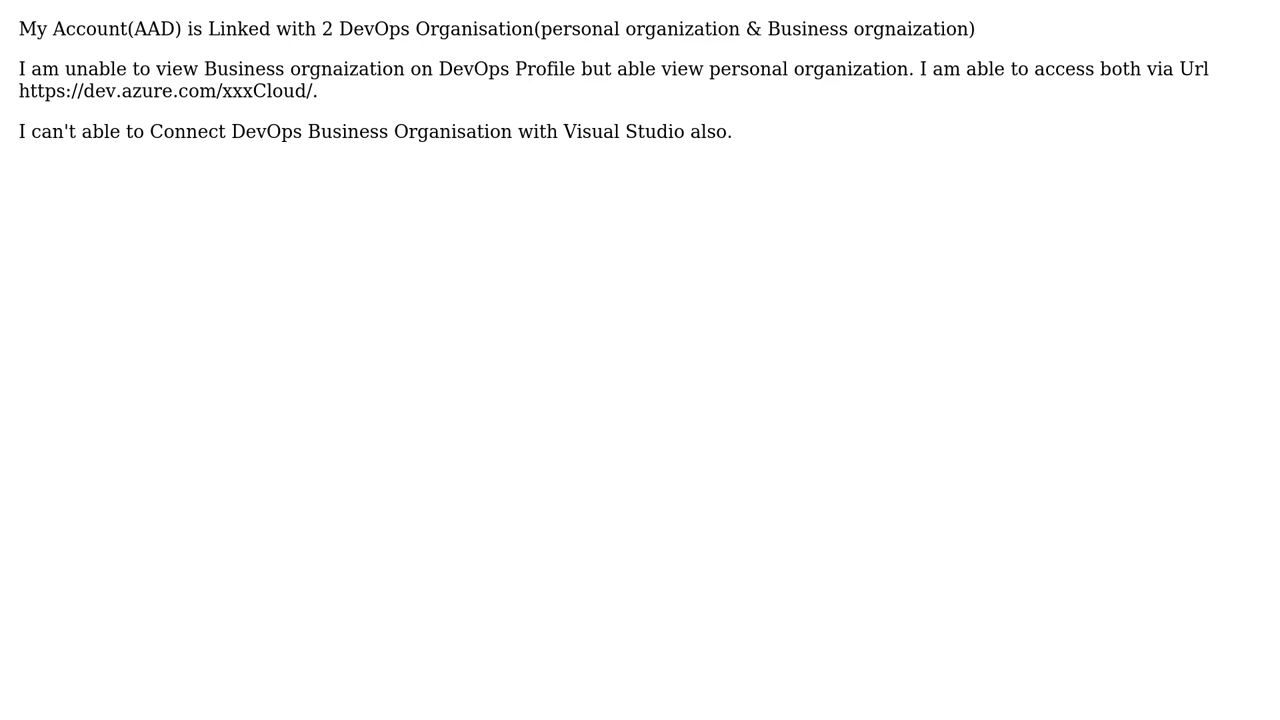 My Account(AAD) is Linked with 2 DevOps Organisation(personal organization & Business orgnaization)
I am unable to view Business orgnaization on DevOps Profile but able view personal organization. I am able to access both via Url
https://dev.azure.com/xxxCloud/.
I can't able to Connect DevOps Business Organisation with Visual Studio also.